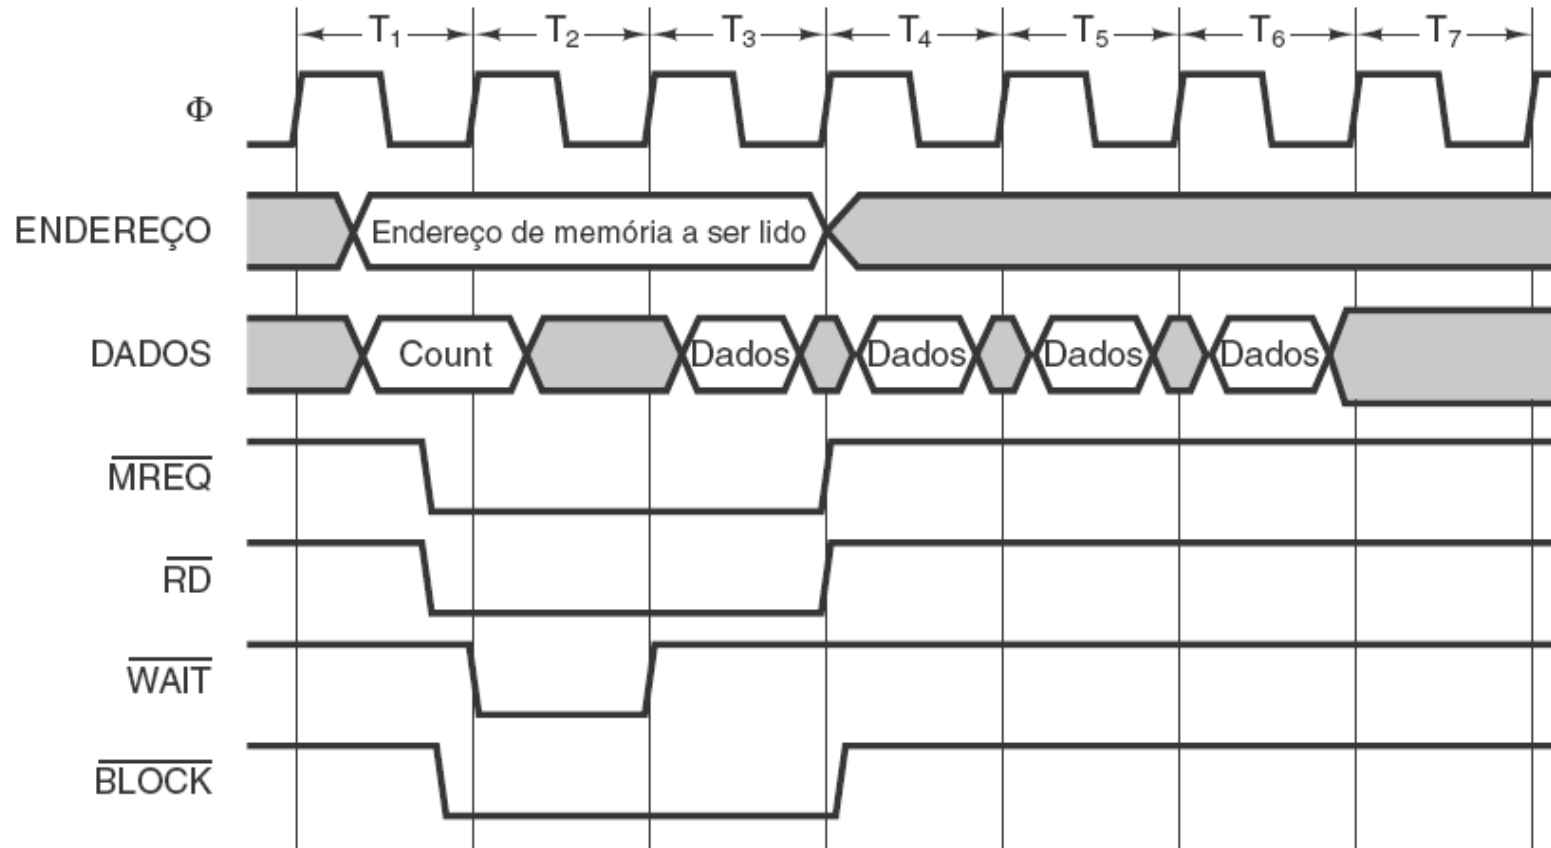 T1 T2 T3 T4 T5 T6 T7
Φ
ENDEREÇO Endereço de memória a ser lido
DADOS Count Dados Dados Dados Dados
MREQ
RD
WAIT
BLOCK